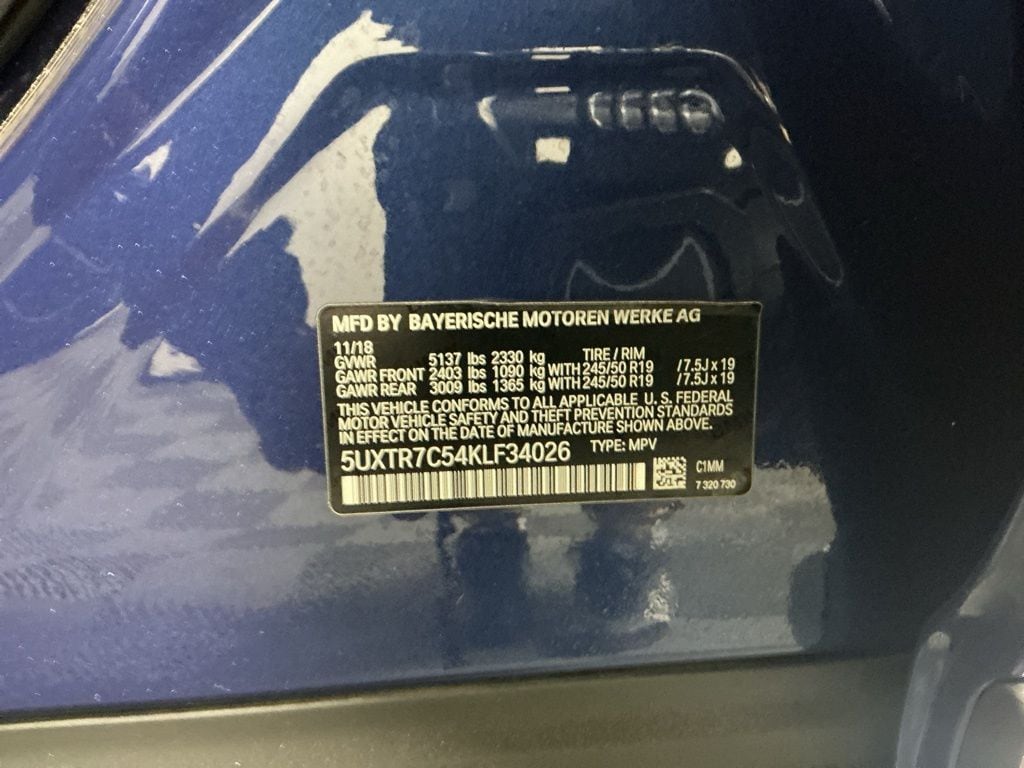 MFD BY BAYERISCHE MOTOREN WERKE AG
11/18 TIRE / RIM
GVWR 5137 lbs 2330 kg
GAWR FRONT 2403 lbs 1090 kg WITH 245/50 R19 / 7.5J x 19
GAWR REAR 3009 lbs 1365 kg WITH 245/50 R19 / 7.5J x 19
THIS VEHICLE CONFORMS TO ALL APPLICABLE U.S. FEDERAL
MOTOR VEHICLE SAFETY AND THEFT PREVENTION STANDARDS
IN EFFECT ON THE DATE OF MANUFACTURE SHOWN ABOVE.
5UXTR7C54KLF34026 TYPE: MPV
C1MM
7 320 730